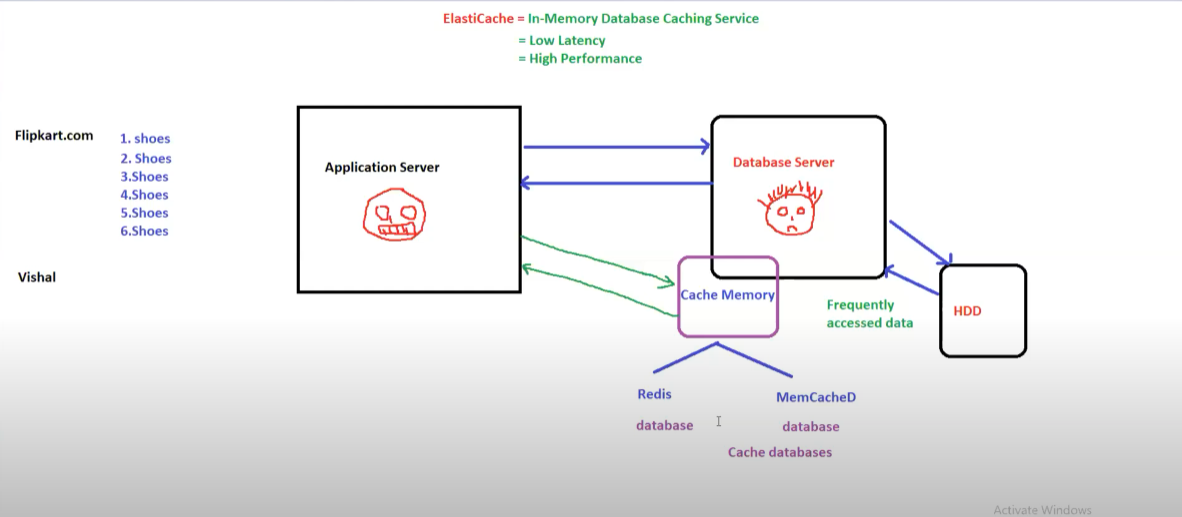 ElastiCache = In-Memory Database Caching Service
= Low Latency
= High Performance
Flipkart.com
1. shoes
2. Shoes
3.Shoes
4.Shoes
5.Shoes
6.Shoes
Vishal
Application Server
Database Server
Cache Memory
Frequently
accessed data
HDD
Redis
MemCacheD
database
database
Cache databases
Activate Windows